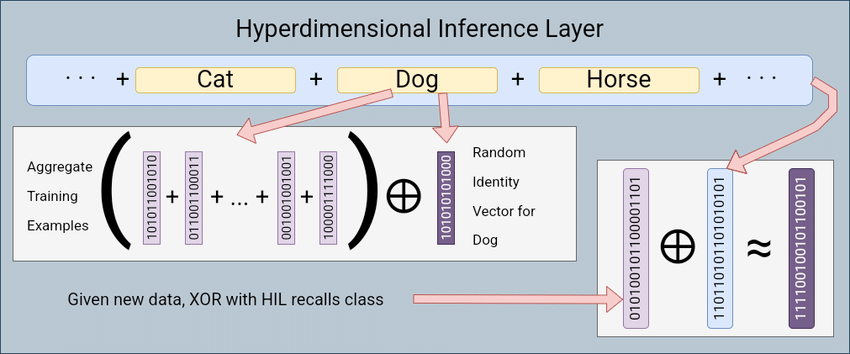 Hyperdimensional Inference Layer
· · · + Cat + Dog + Horse + · · ·
Aggregate
Training
Examples
( 101011001010 + 011001100011 + ... + 001001001001 + 100001111000 ) ⊕ 101010101000
Random
Identity
Vector for
Dog
010100101100001101 ⊕ 110110101101010101 ≈ 111100100101100101
Given new data, XOR with HIL recalls class